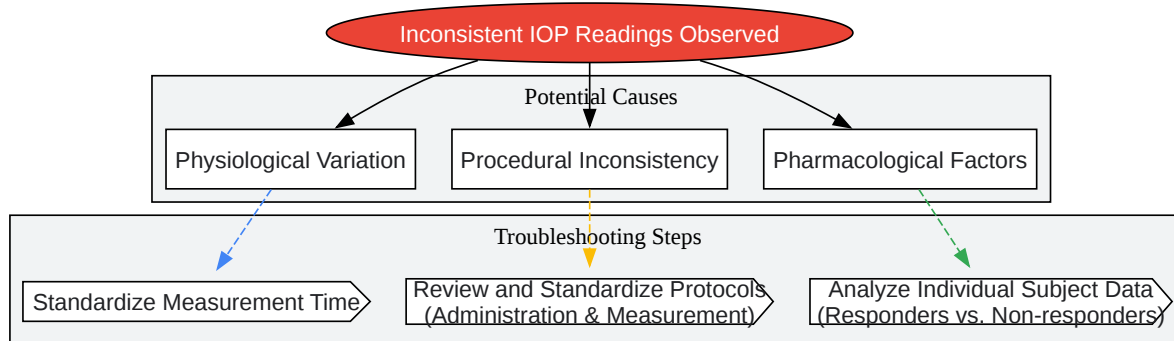 Inconsistent IOP Readings Observed
Potential Causes
Physiological Variation
Procedural Inconsistency
Pharmacological Factors
Troubleshooting Steps
Standardize Measurement Time
Review and Standardize Protocols
(Administration & Measurement)
Analyze Individual Subject Data
(Responders vs. Non-responders)